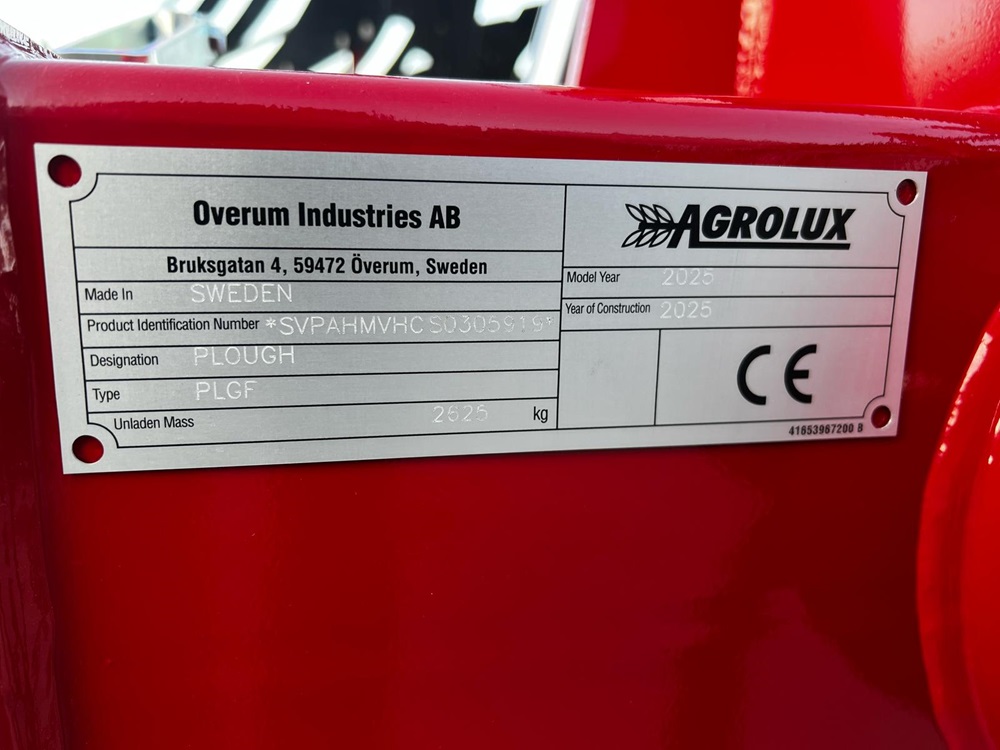 Overum Industries AB
Bruksgatan 4, 59472 Överum, Sweden
Made In SWEDEN
Product Identification Number *SVPAHMVHCS0305919*
Designation PLOUGH
Type PLGF
Unladen Mass 2625 kg
AGROLUX
Model Year 2025
Year of Construction 2025
CE
41653967200 B